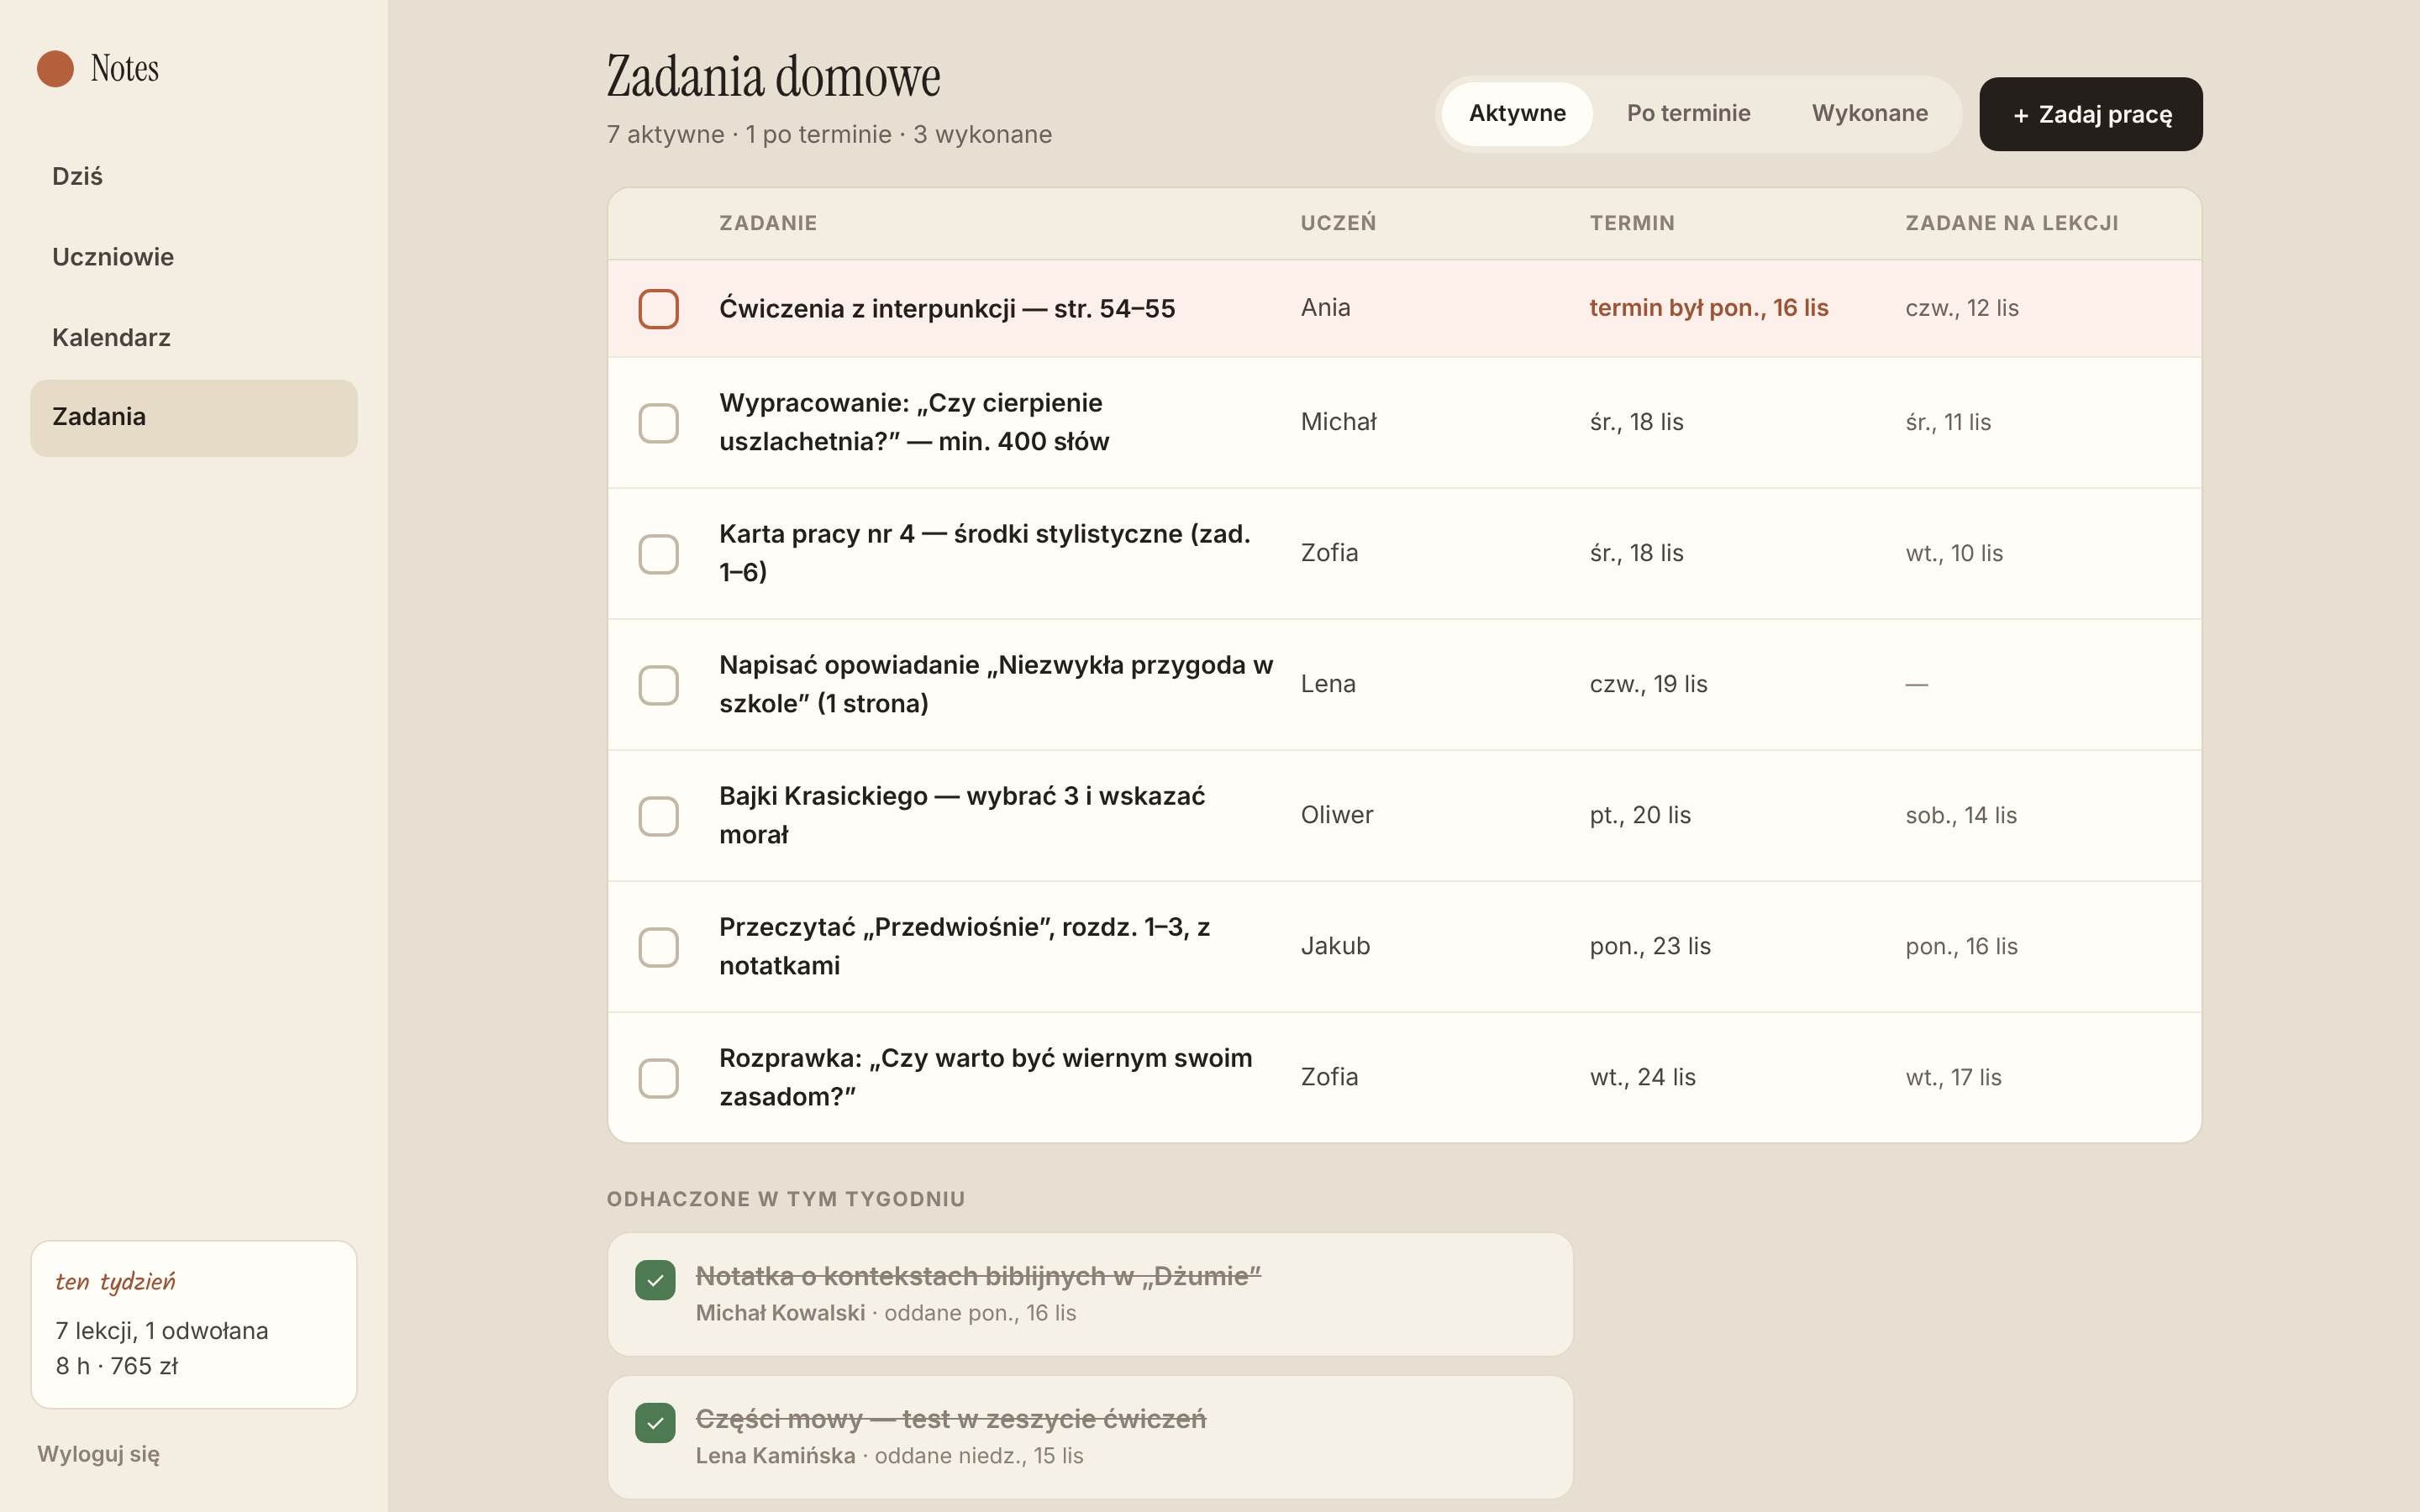 Notes
Dziś
Uczniowie
Kalendarz
Zadania
ten tydzień
7 lekcji, 1 odwołana
8 h · 765 zł
Wyloguj się
Zadania domowe
7 aktywne · 1 po terminie · 3 wykonane
Aktywne Po terminie Wykonane + Zadaj pracę
ZADANIE UCZEŃ TERMIN ZADANE NA LEKCJI
Ćwiczenia z interpunkcji — str. 54–55 Ania termin był pon., 16 lis czw., 12 lis
Wypracowanie: „Czy cierpienie
uszlachetnia?” — min. 400 słów Michał śr., 18 lis śr., 11 lis
Karta pracy nr 4 — środki stylistyczne (zad.
1–6) Zofia śr., 18 lis wt., 10 lis
Napisać opowiadanie „Niezwykła przygoda w
szkole” (1 strona) Lena czw., 19 lis —
Bajki Krasickiego — wybrać 3 i wskazać
morał Oliwer pt., 20 lis sob., 14 lis
Przeczytać „Przedwiośnie”, rozdz. 1–3, z
notatkami Jakub pon., 23 lis pon., 16 lis
Rozprawka: „Czy warto być wiernym swoim
zasadom?” Zofia wt., 24 lis wt., 17 lis
ODHACZONE W TYM TYGODNIU
Notatka o kontekstach biblijnych w „Dżumie”
Michał Kowalski · oddane pon., 16 lis
Części mowy — test w zeszycie ćwiczeń
Lena Kamińska · oddane niedz., 15 lis